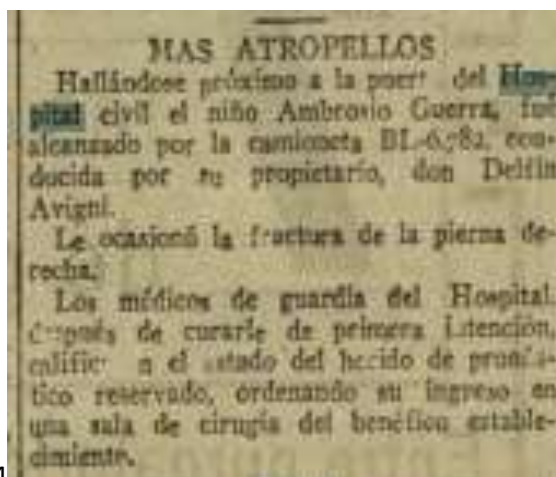 MAS ATROPELLOS
Hallándose próximo a la puert del Hos-
pital civil el niño Ambrosio Guerra, fué
alcanzado por la camioneta BI.-6.782, con-
ducida por su propietario, don Delfín
Avigni.
Le ocasionó la fractura de la pierna de-
recha.
Los médicos de guardia del Hospital,
después de curarle de primera intención,
calific n el estado del herido de pronós-
tico reservado, ordenando su ingreso en
una sala de cirugía del benéfico estable-
cimiento.